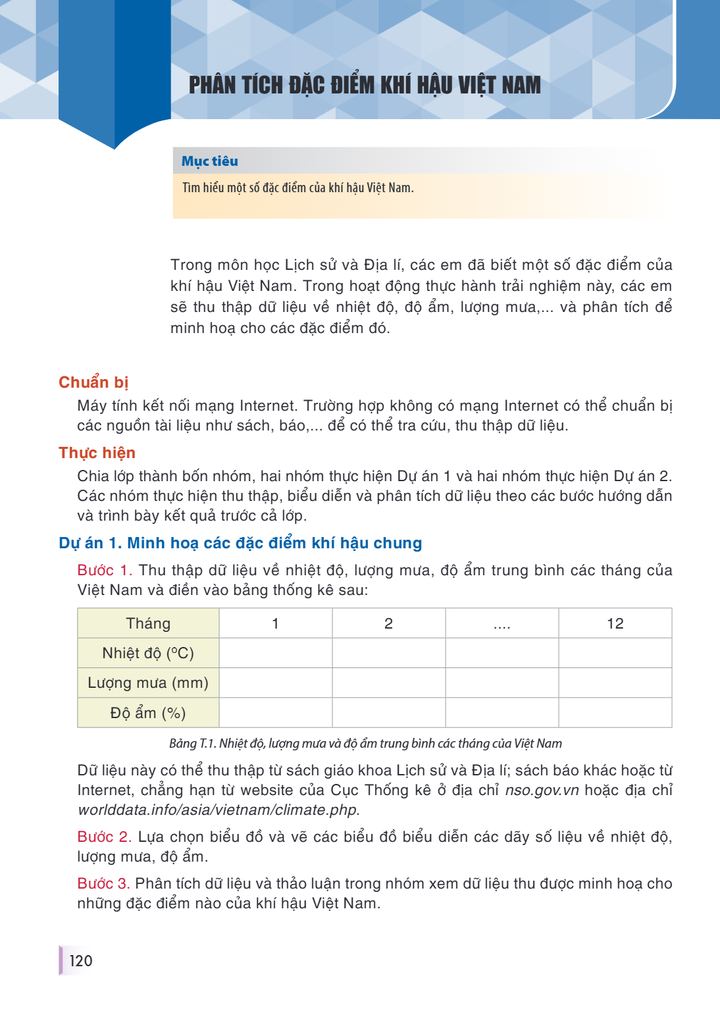 PHÂN TÍCH ĐẶC ĐIỂM KHÍ HẬU VIỆT NAM
Mục tiêu
Tìm hiểu một số đặc điểm của khí hậu Việt Nam.
Trong môn học Lịch sử và Địa lí, các em đã biết một số đặc điểm của
khí hậu Việt Nam. Trong hoạt động thực hành trải nghiệm này, các em
sẽ thu thập dữ liệu về nhiệt độ, độ ẩm, lượng mưa,... và phân tích để
minh hoạ cho các đặc điểm đó.
Chuẩn bị
Máy tính kết nối mạng Internet. Trường hợp không có mạng Internet có thể chuẩn bị
các nguồn tài liệu như sách, báo,... để có thể tra cứu, thu thập dữ liệu.
Thực hiện
Chia lớp thành bốn nhóm, hai nhóm thực hiện Dự án 1 và hai nhóm thực hiện Dự án 2.
Các nhóm thực hiện thu thập, biểu diễn và phân tích dữ liệu theo các bước hướng dẫn
và trình bày kết quả trước cả lớp.
Dự án 1. Minh hoạ các đặc điểm khí hậu chung
Bước 1. Thu thập dữ liệu về nhiệt độ, lượng mưa, độ ẩm trung bình các tháng của
Việt Nam và điền vào bảng thống kê sau:
Tháng 1 2 .... 12
Nhiệt độ (ºC)
Lượng mưa (mm)
Độ ẩm (%)
Bảng T.1. Nhiệt độ, lượng mưa và độ ẩm trung bình các tháng của Việt Nam
Dữ liệu này có thể thu thập từ sách giáo khoa Lịch sử và Địa lí; sách báo khác hoặc từ
Internet, chẳng hạn từ website của Cục Thống kê ở địa chỉ nso.gov.vn hoặc địa chỉ
worlddata.info/asia/vietnam/climate.php.
Bước 2. Lựa chọn biểu đồ và vẽ các biểu đồ biểu diễn các dãy số liệu về nhiệt độ,
lượng mưa, độ ẩm.
Bước 3. Phân tích dữ liệu và thảo luận trong nhóm xem dữ liệu thu được minh hoạ cho
những đặc điểm nào của khí hậu Việt Nam.
120